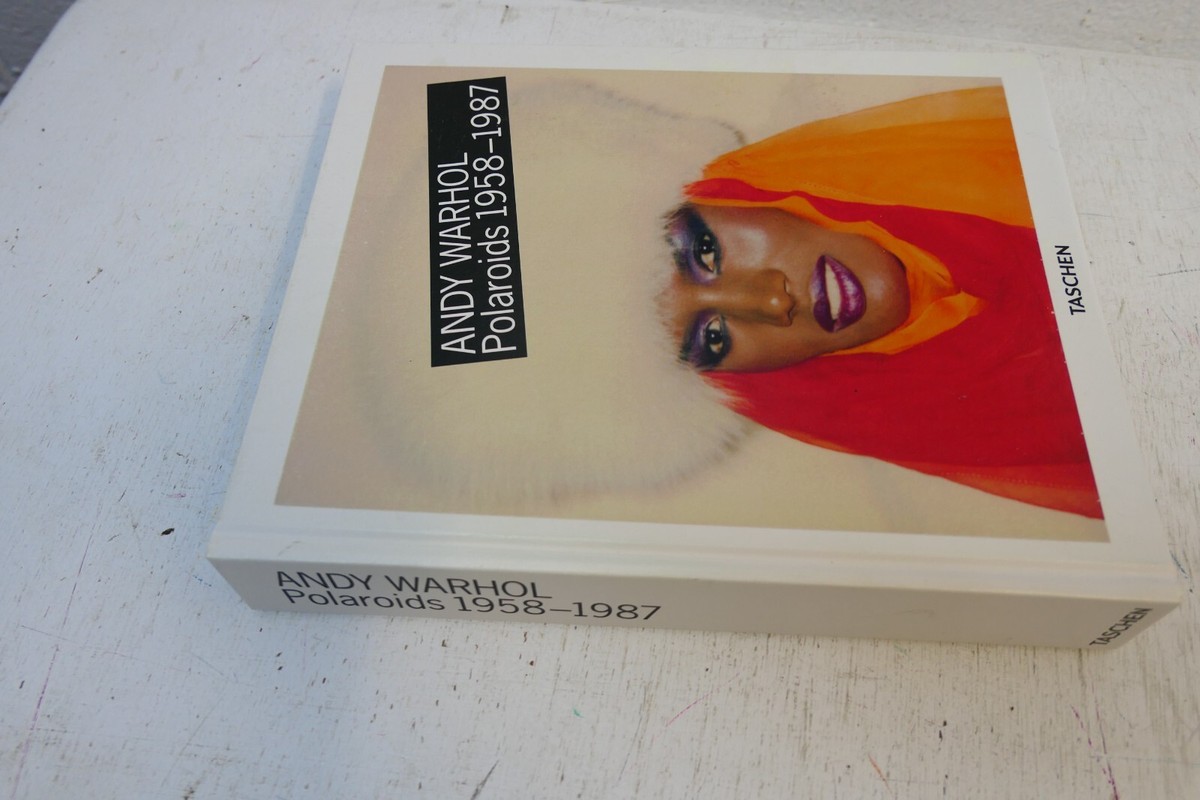 ANDY WARHOL
Polaroids 1958–1987
TASCHEN
ANDY WARHOL
Polaroids 1958–1987
TASCHEN